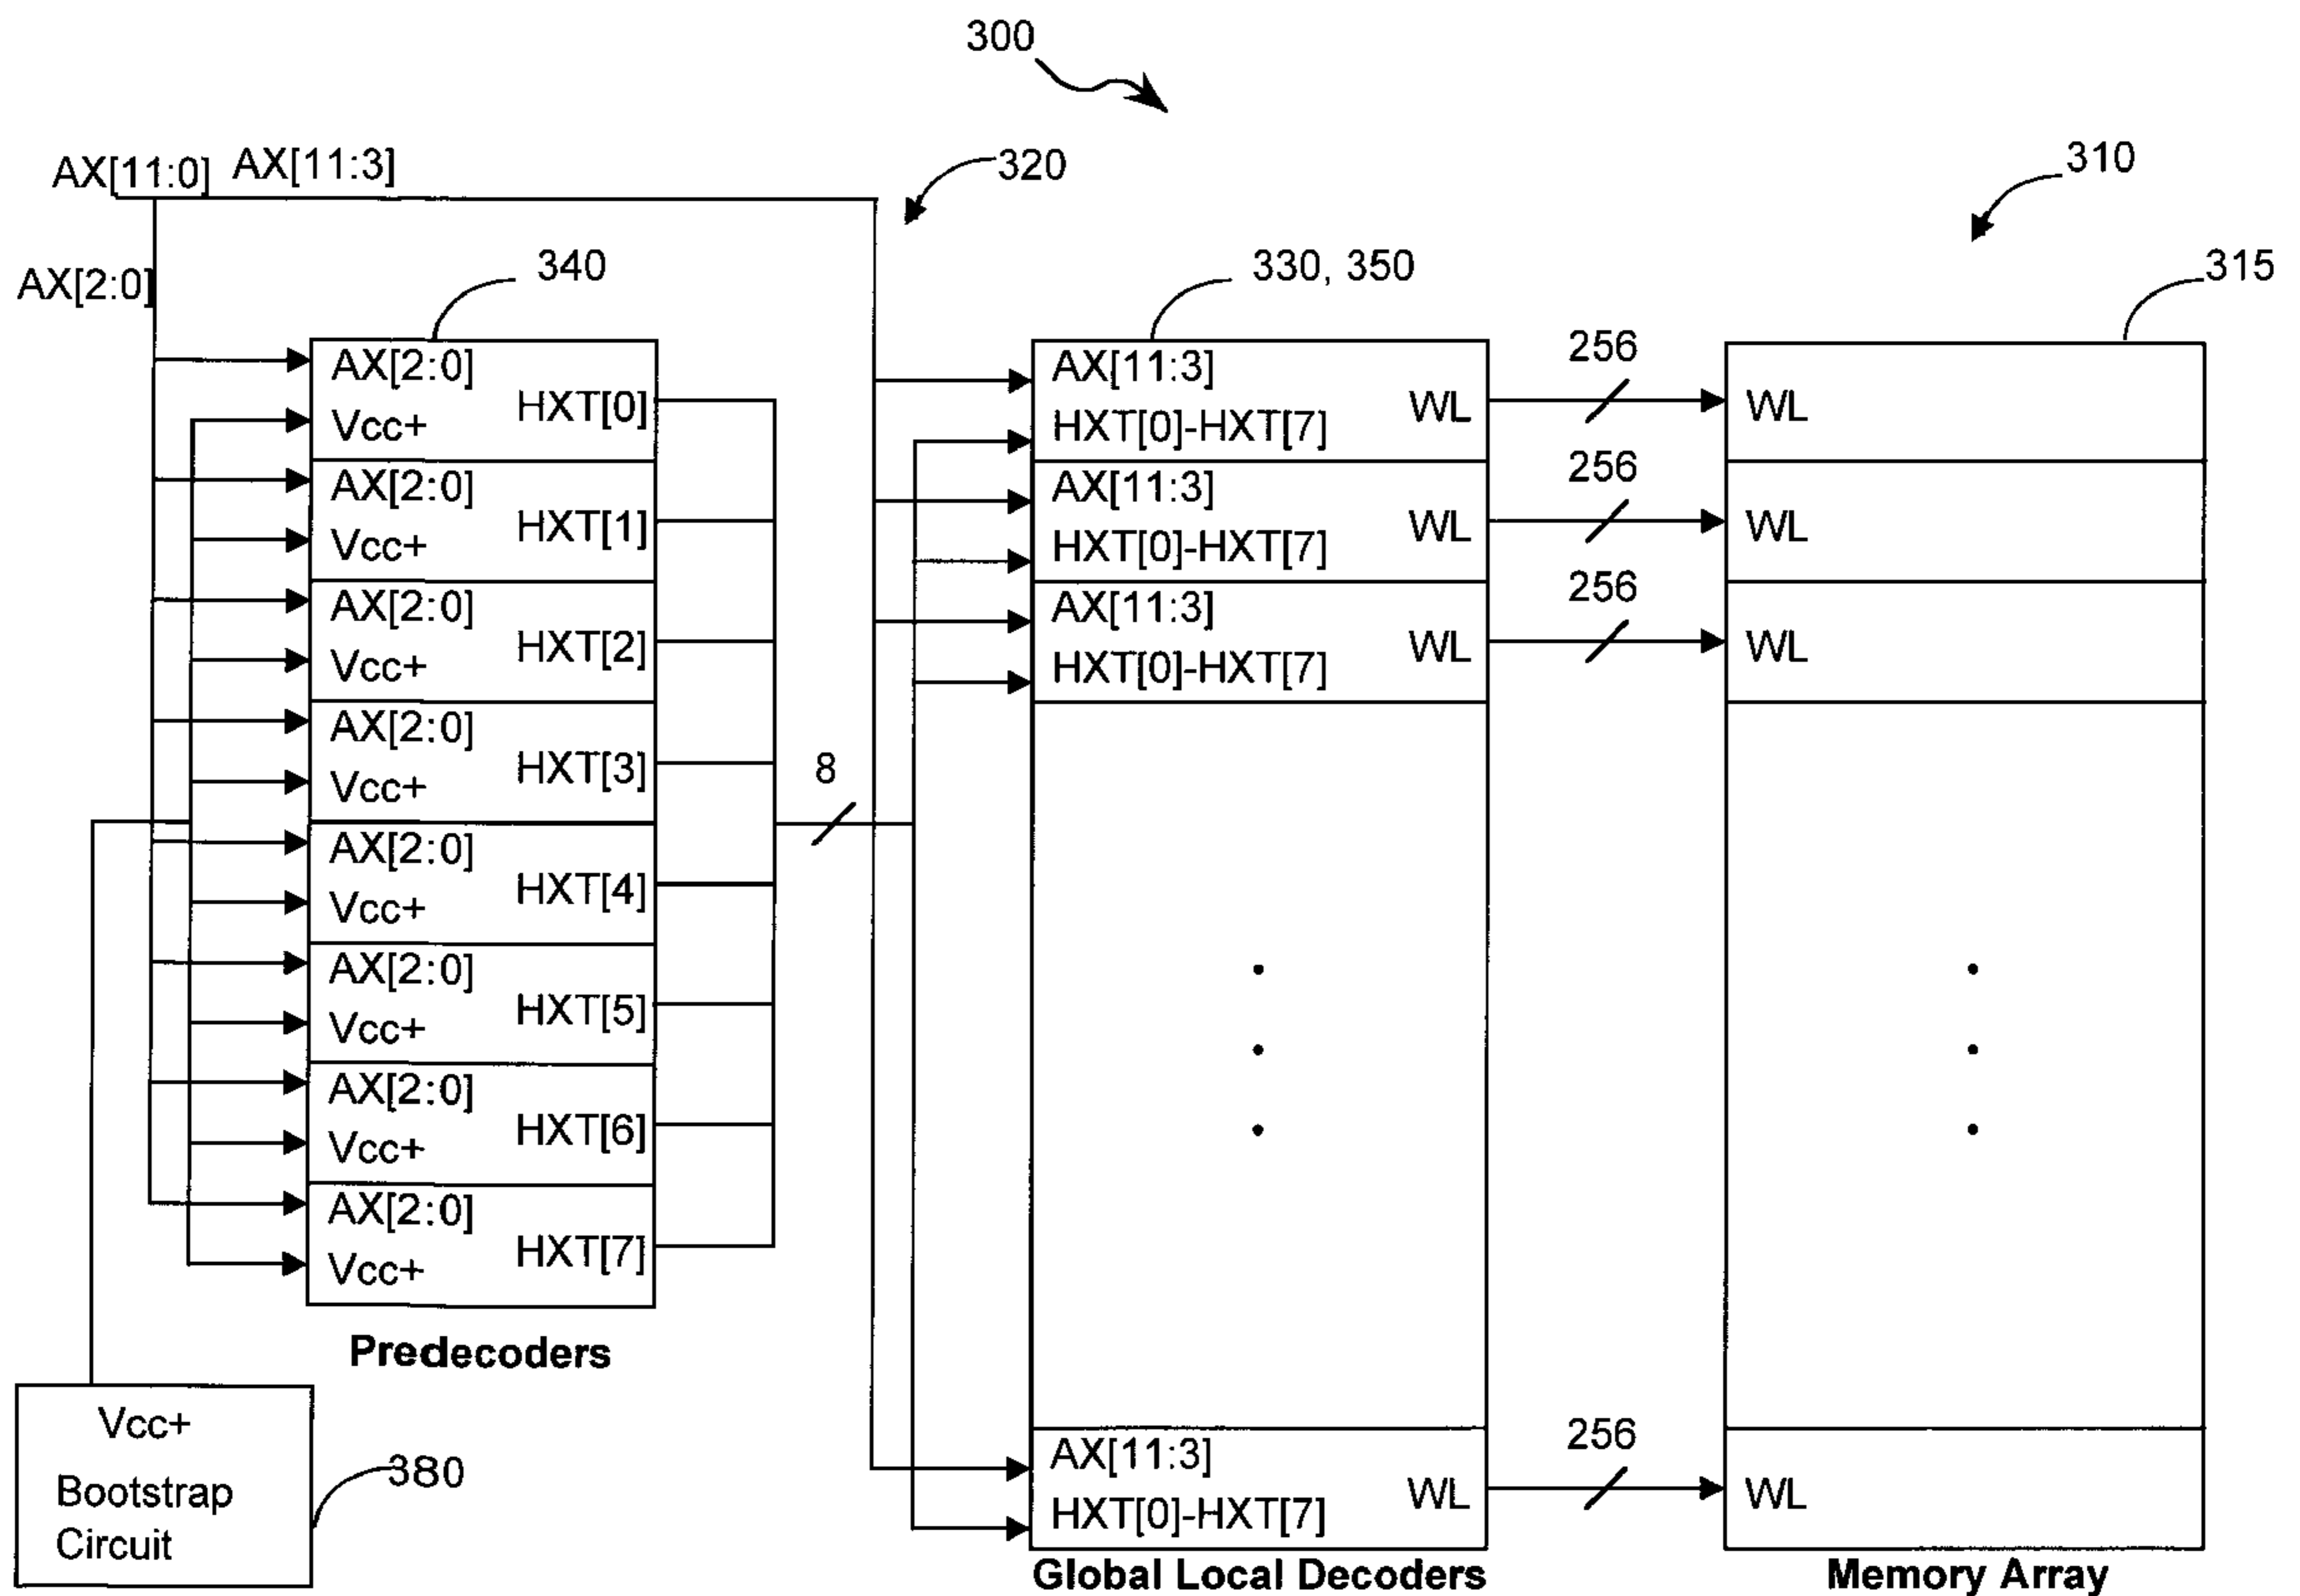 300
AX[11:0] AX[11:3]
320
310
AX[2:0]
340
330, 350
315
AX[2:0]
HXT[0]
Vcc+
AX[2:0]
HXT[1]
Vcc+
AX[2:0]
HXT[2]
Vcc+
AX[2:0]
HXT[3]
Vcc+
AX[2:0]
HXT[4]
Vcc+
AX[2:0]
HXT[5]
Vcc+
AX[2:0]
HXT[6]
Vcc+
AX[2:0]
HXT[7]
Vcc+
Predecoders
Vcc+
Bootstrap
Circuit
380
8
AX[11:3]
HXT[0]-HXT[7]
WL
AX[11:3]
HXT[0]-HXT[7]
WL
AX[11:3]
HXT[0]-HXT[7]
WL
AX[11:3]
HXT[0]-HXT[7]
WL
Global Local Decoders
256
256
256
256
WL
WL
WL
WL
Memory Array